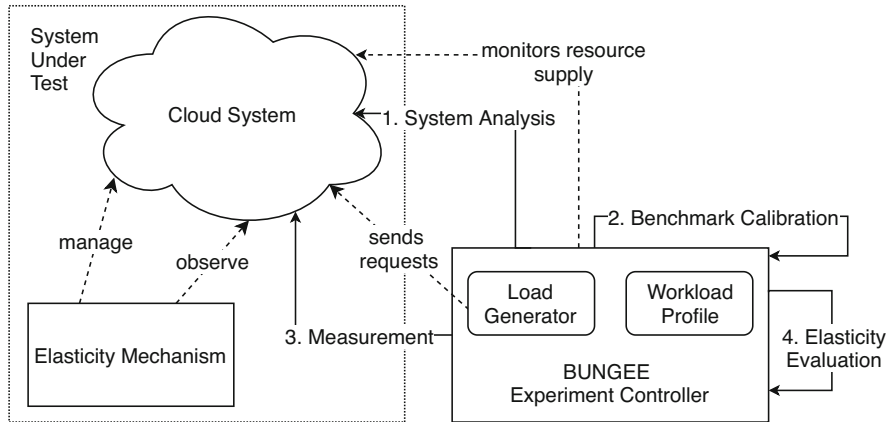 System
Under
Test
Cloud System
monitors resource
supply
1. System Analysis
2. Benchmark Calibration
manage
observe
sends
requests
Load
Generator
Workload
Profile
Elasticity Mechanism
3. Measurement
4. Elasticity
Evaluation
BUNGEE
Experiment Controller